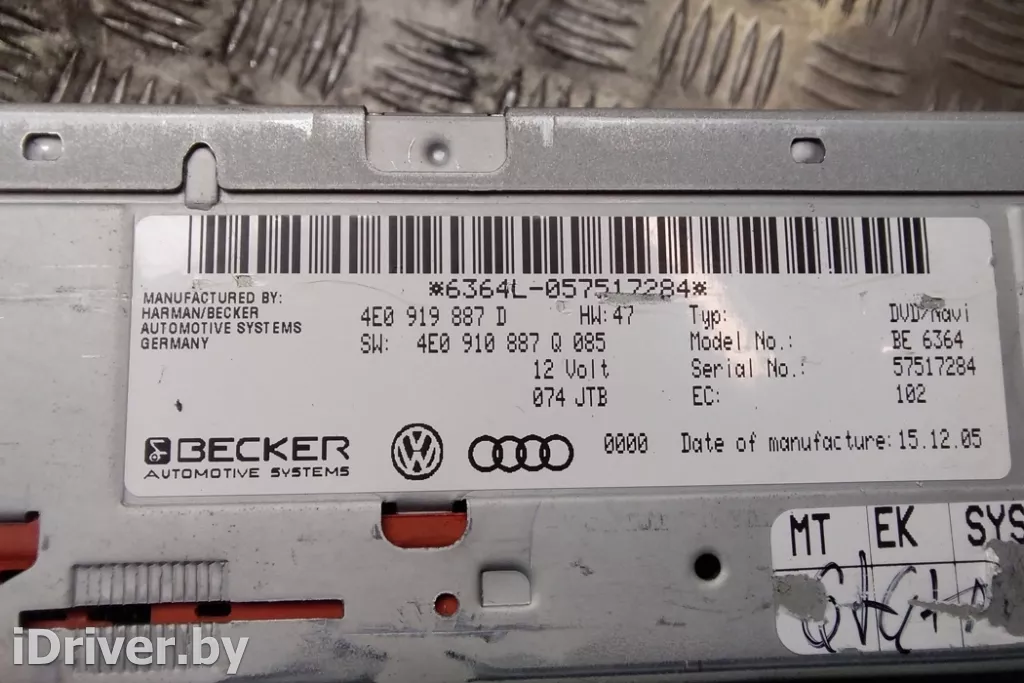 *6364L-057517284*
MANUFACTURED BY:
HARMAN/BECKER
AUTOMOTIVE SYSTEMS
GERMANY
4E0 919 887 D HW: 47
SW: 4E0 910 887 Q 085
12 Volt
074 JTB
Typ: DVD/Navi
Model No.: BE 6364
Serial No.: 57517284
EC: 102
BECKER
AUTOMOTIVE SYSTEMS
0000 Date of manufacture: 15.12.05
MT EK SYS
iDriver.by